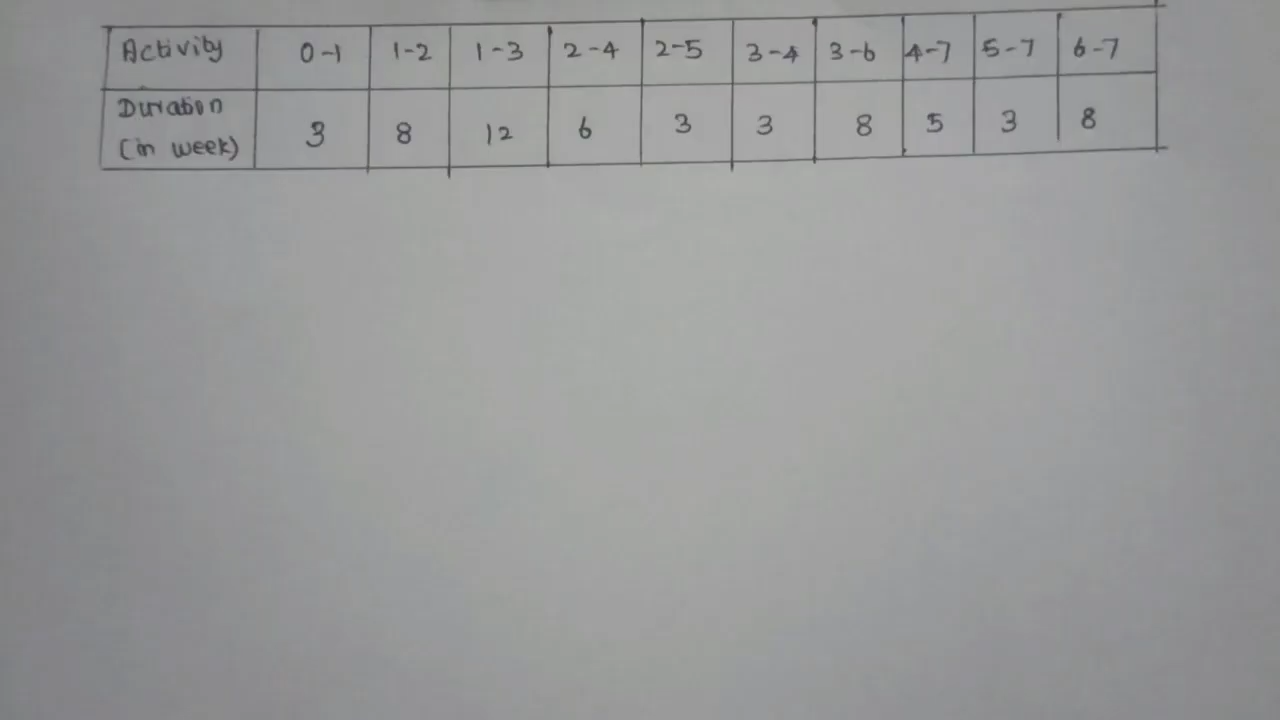 Activity 0-1 1-2 1-3 2-4 2-5 3-4 3-6 4-7 5-7 6-7
Duration
(in week) 3 8 12 6 3 3 8 5 3 8